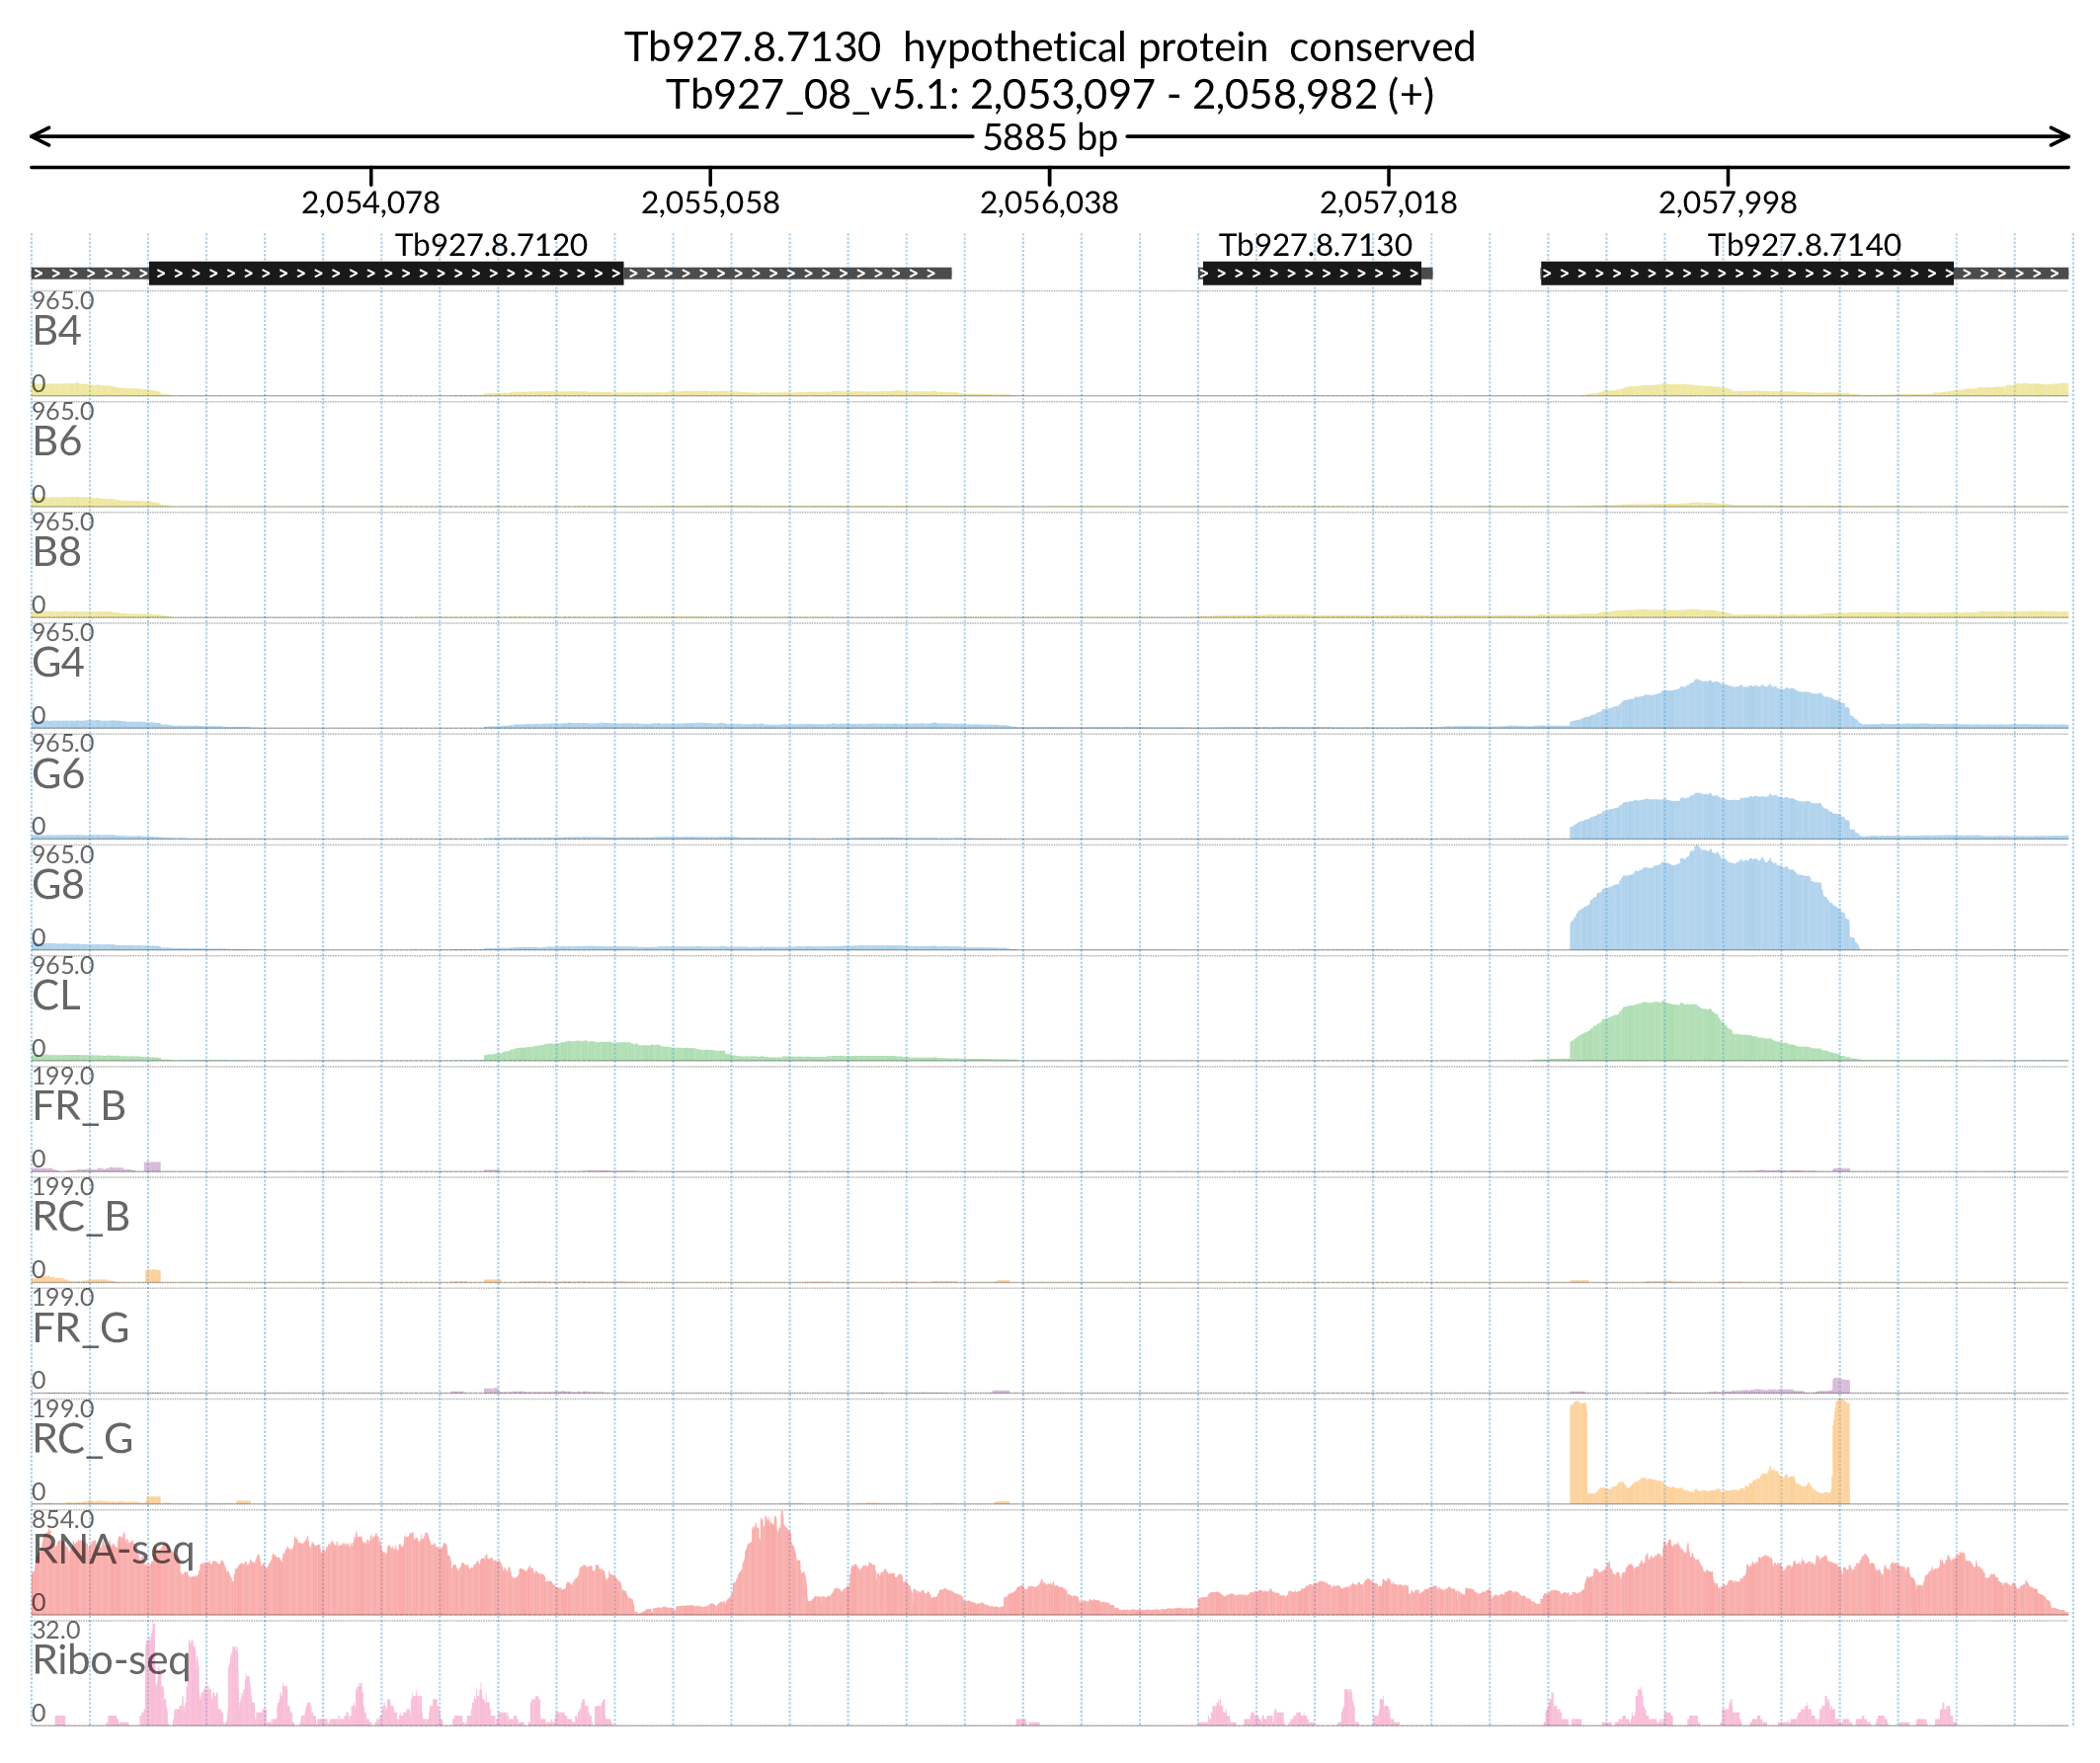 Tb927.8.7130 hypothetical protein conserved
Tb927_08_v5.1: 2,053,097 - 2,058,982 (+)
5885 bp
2,054,078 2,055,058 2,056,038 2,057,018 2,057,998
Tb927.8.7120 Tb927.8.7130 Tb927.8.7140
965.0
B4
0
965.0
B6
0
965.0
B8
0
965.0
G4
0
965.0
G6
0
965.0
G8
0
965.0
CL
0
199.0
FR_B
0
199.0
RC_B
0
199.0
FR_G
0
199.0
RC_G
0
854.0
RNA-seq
0
32.0
Ribo-seq
0